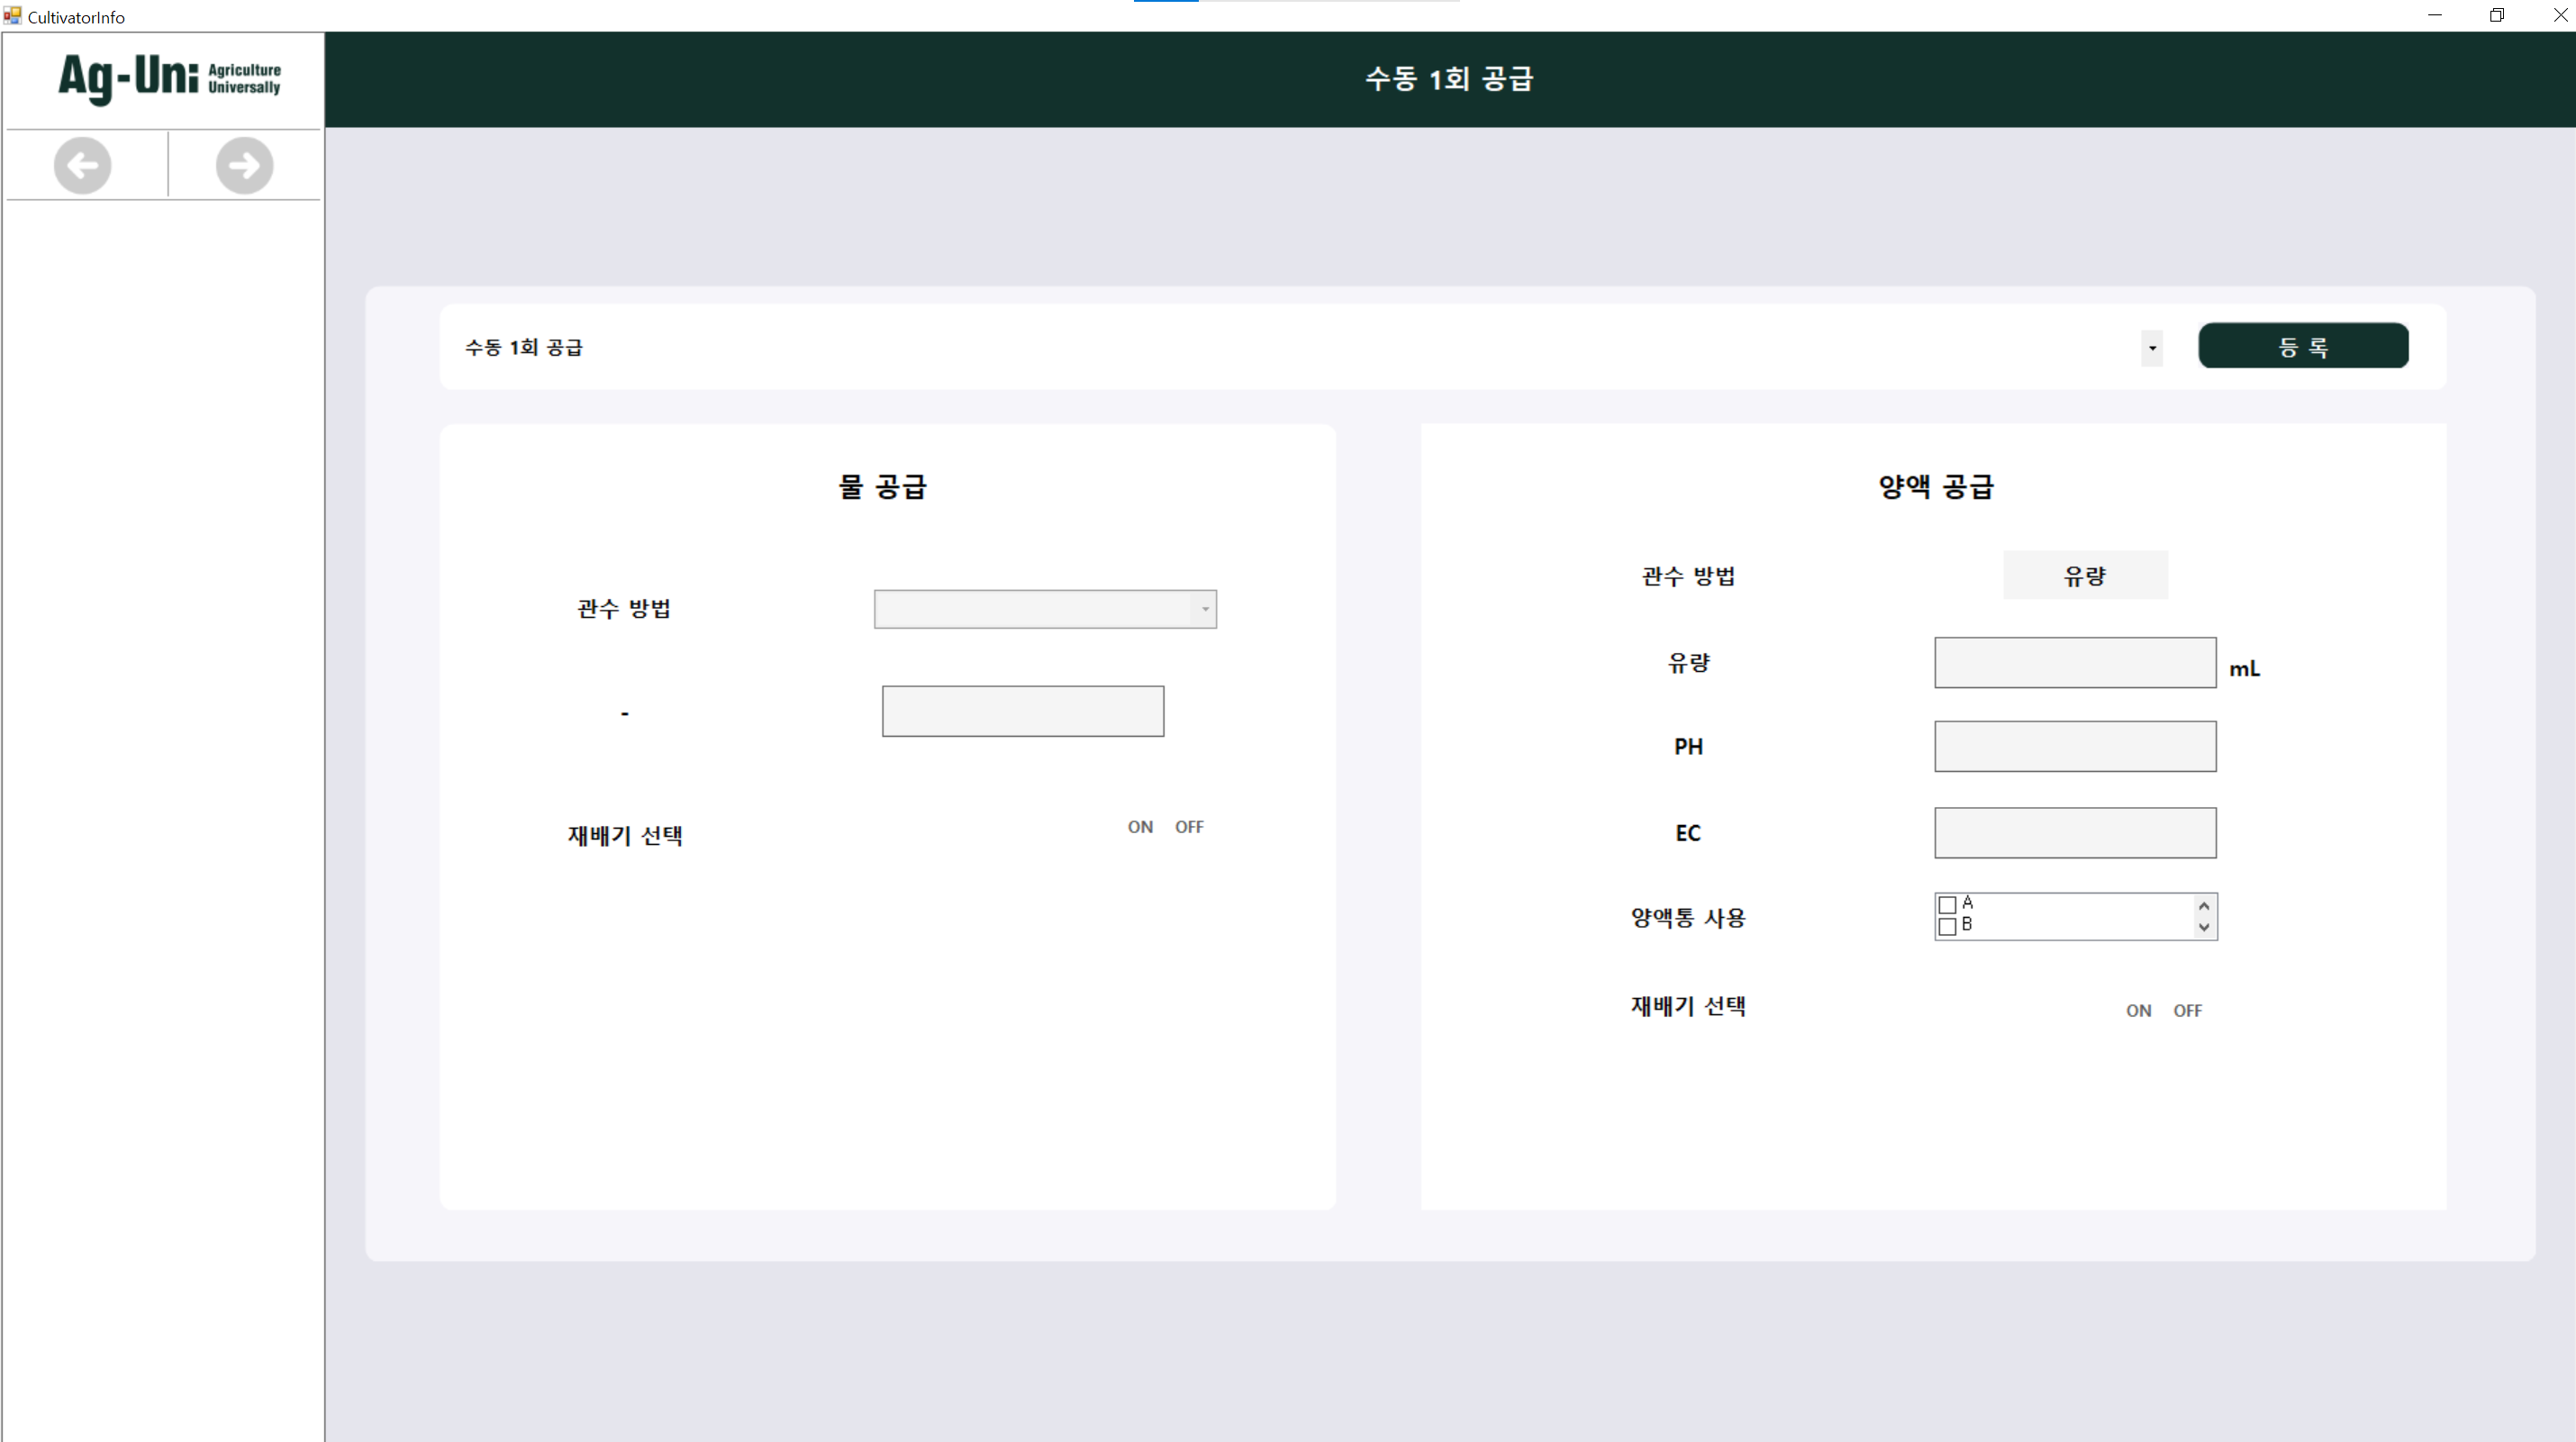 CultivatorInfo
Ag-Uni Agriculture Universally
수동 1회 공급
수동 1회 공급
등 록
물 공급
관수 방법
-
재배기 선택
ON OFF
양액 공급
관수 방법
유량
유량
mL
PH
EC
양액통 사용
A
B
재배기 선택
ON OFF